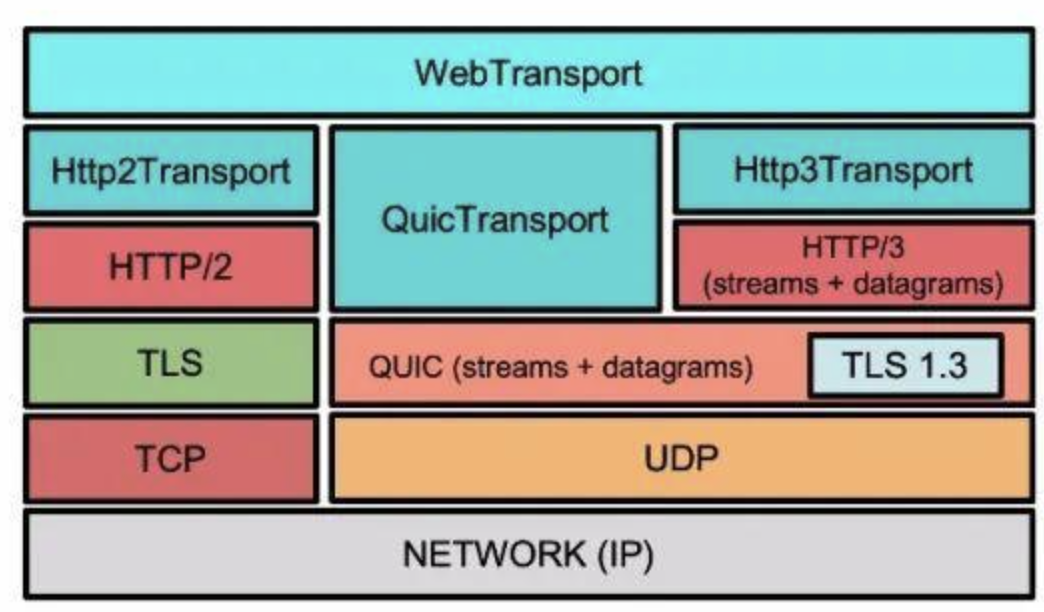 WebTransport
Http2Transport
QuicTransport
Http3Transport
HTTP/2
HTTP/3
(streams + datagrams)
TLS
QUIC (streams + datagrams)
TLS 1.3
TCP
UDP
NETWORK (IP)